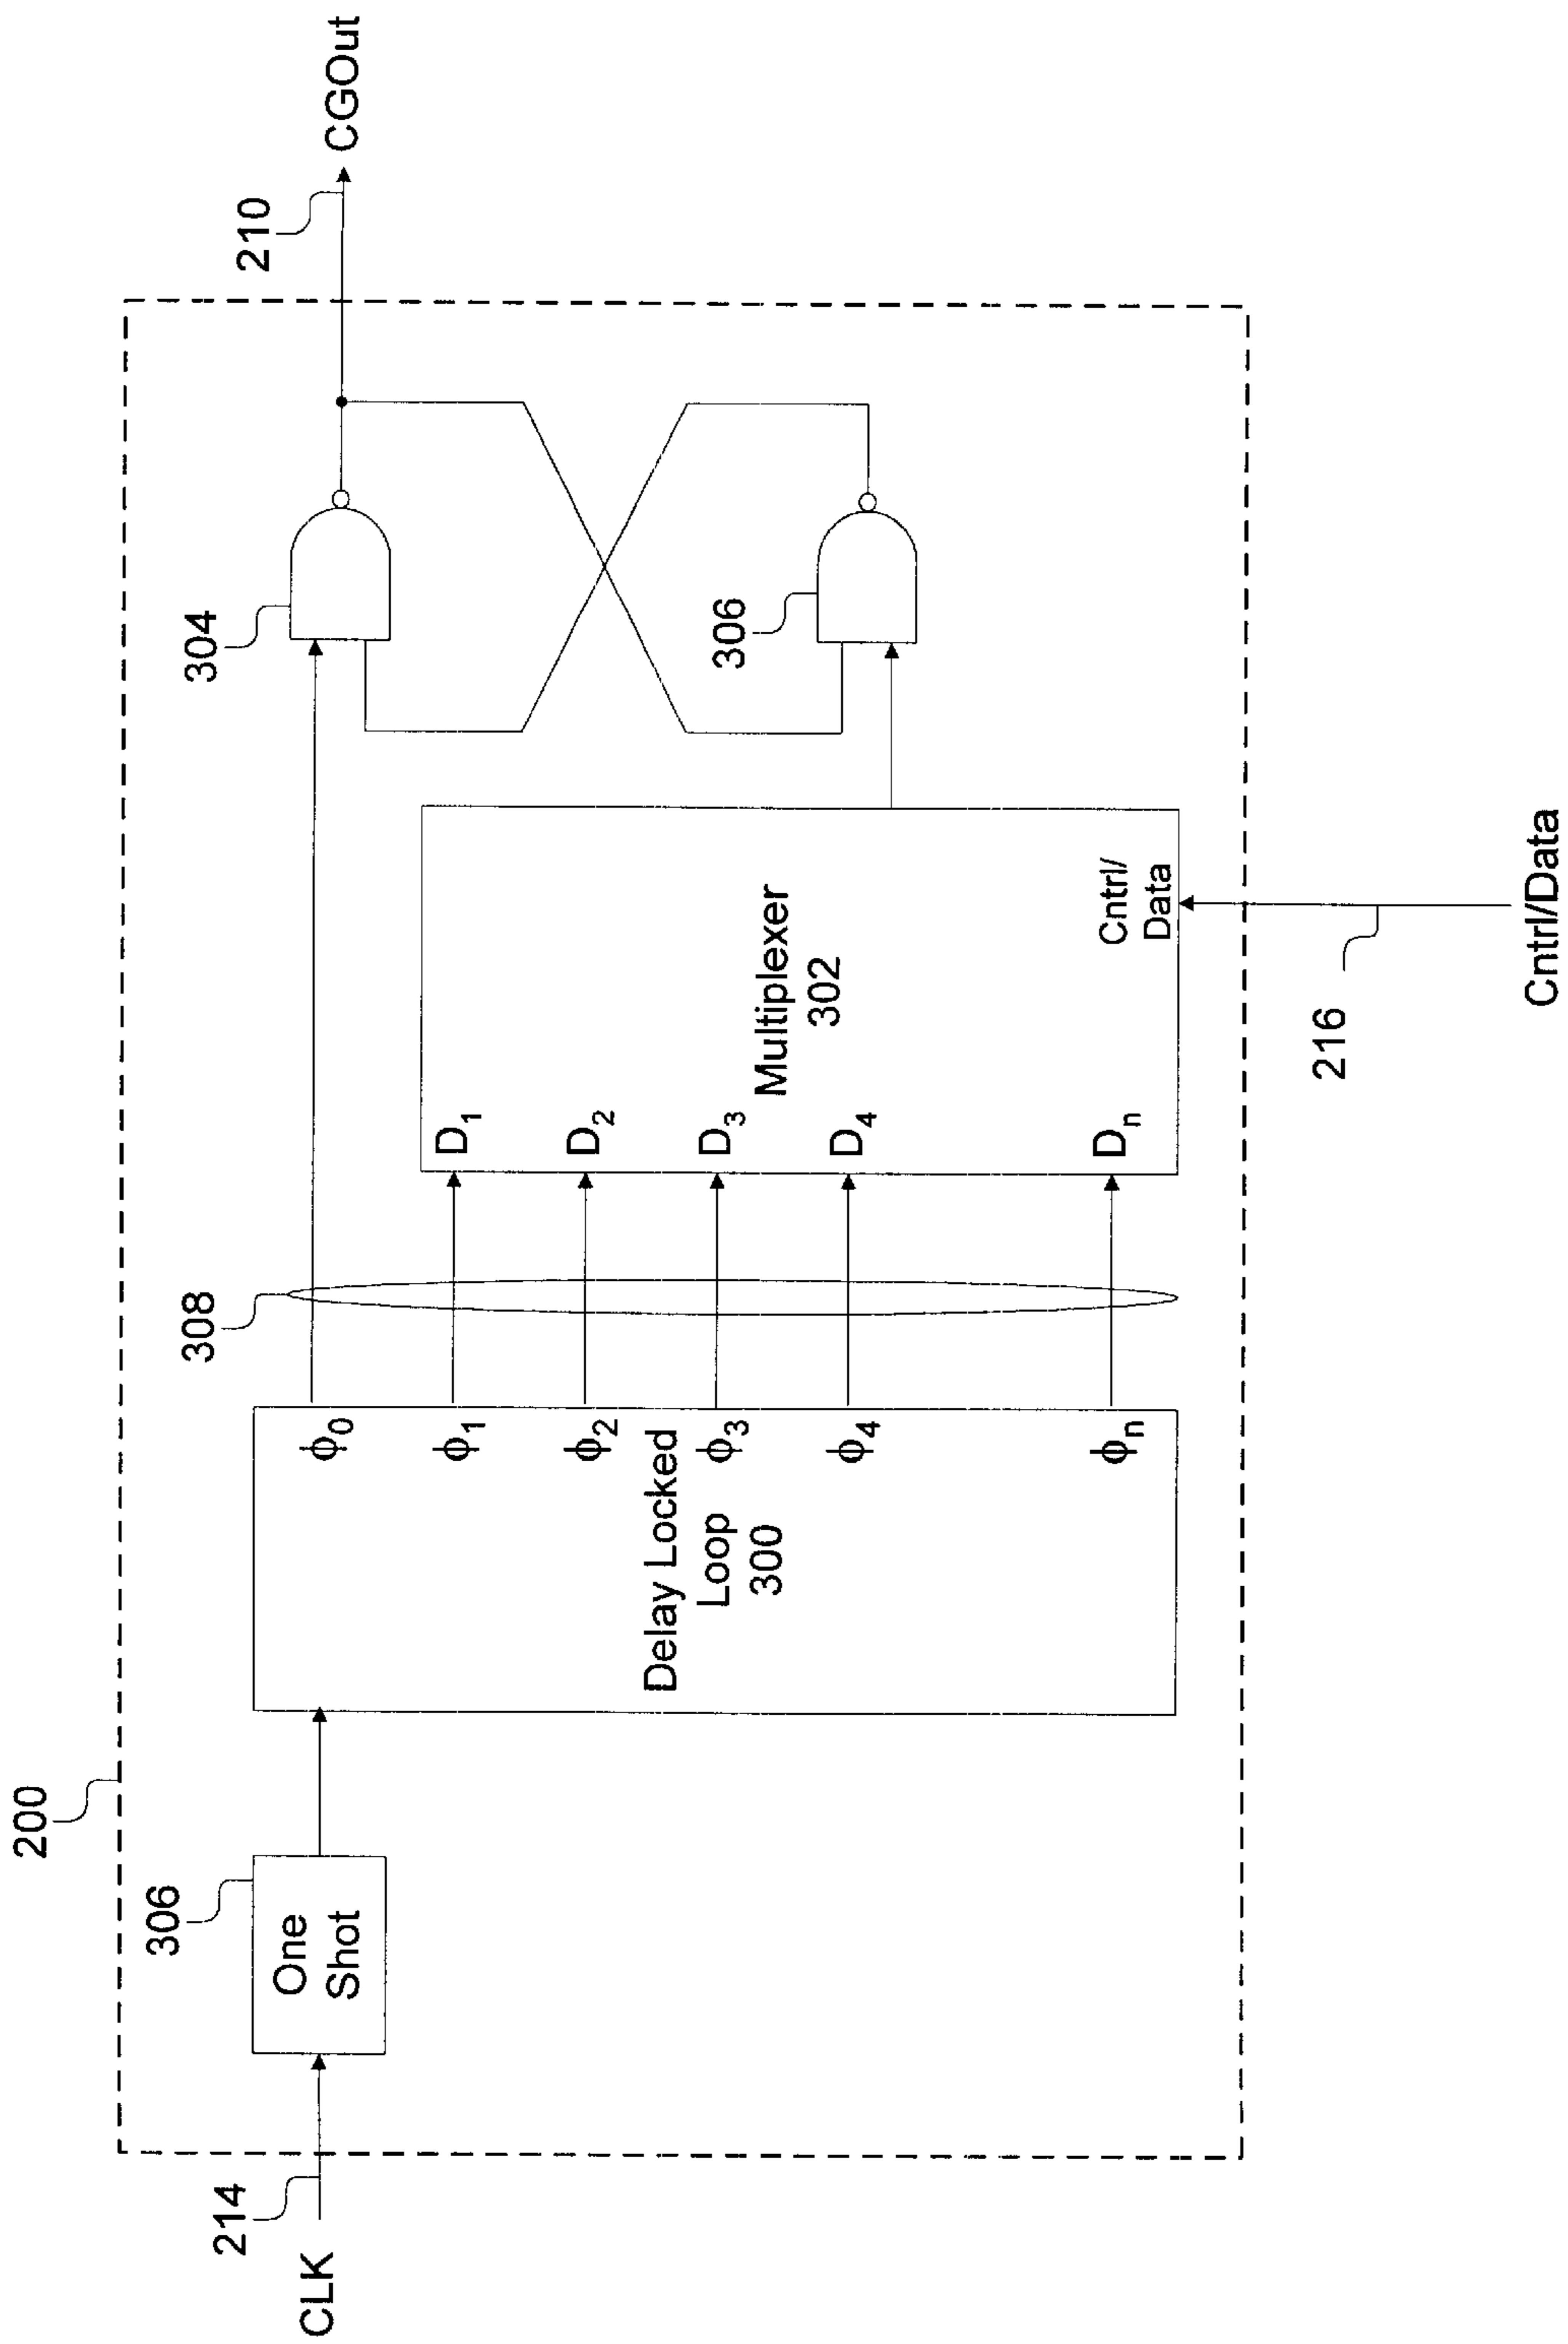 200
CLK
214
306
One
Shot
Delay Locked
Loop
300
ϕ0
ϕ1
ϕ2
ϕ3
ϕ4
ϕn
308
D1
D2
D3
D4
Dn
Multiplexer
302
Cntrl/
Data
304
306
210
CGOut
216
Cntrl/Data